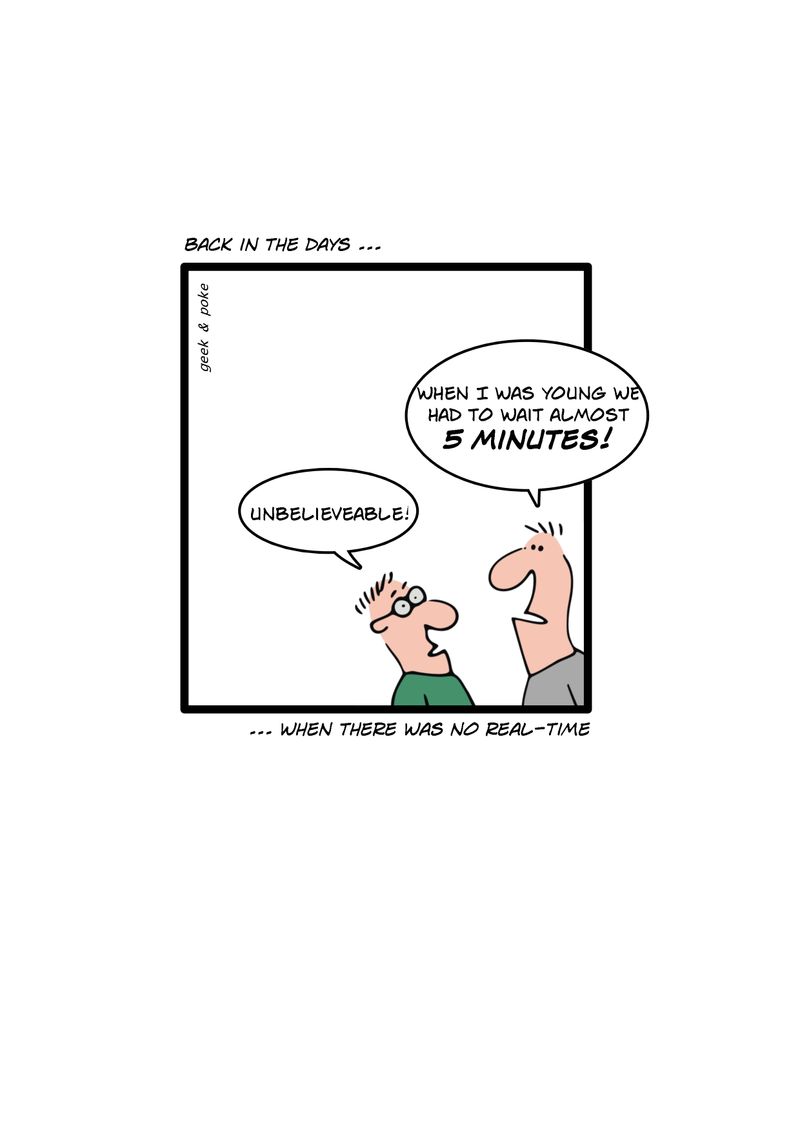 BACK IN THE DAYS ...
geek & poke
WHEN I WAS YOUNG WE
HAD TO WAIT ALMOST
5 MINUTES!
UNBELIEVEABLE!
... WHEN THERE WAS NO REAL-TIME